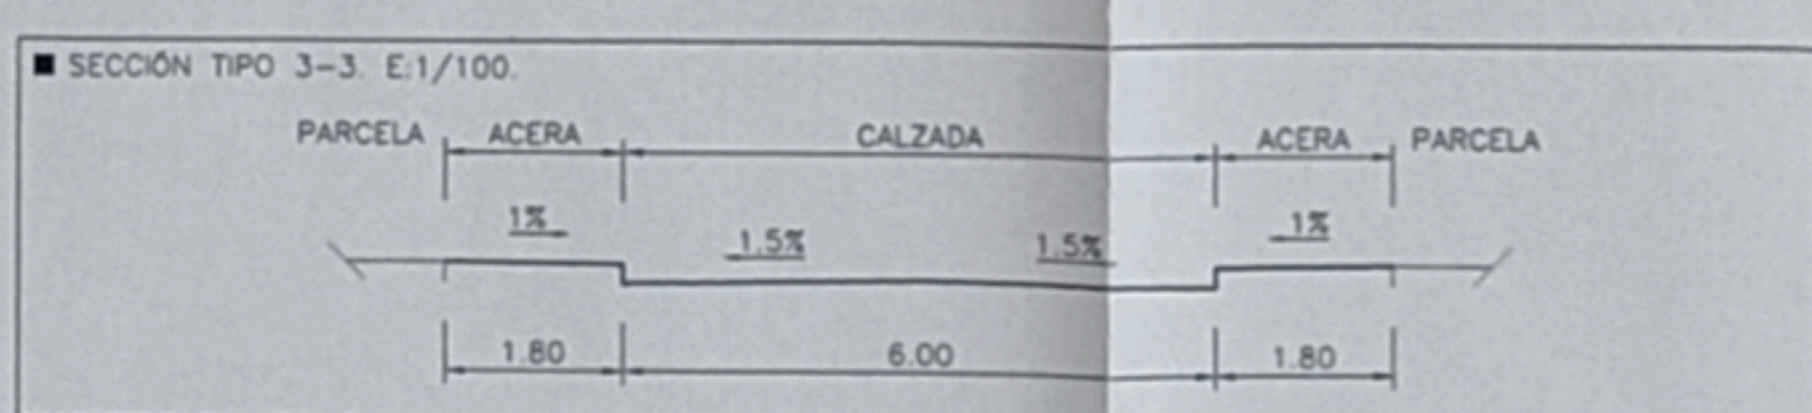 ■ SECCIÓN TIPO 3-3. E:1/100.
PARCELA ACERA CALZADA ACERA PARCELA
1% 1.5% 1.5% 1%
1.80 6.00 1.80